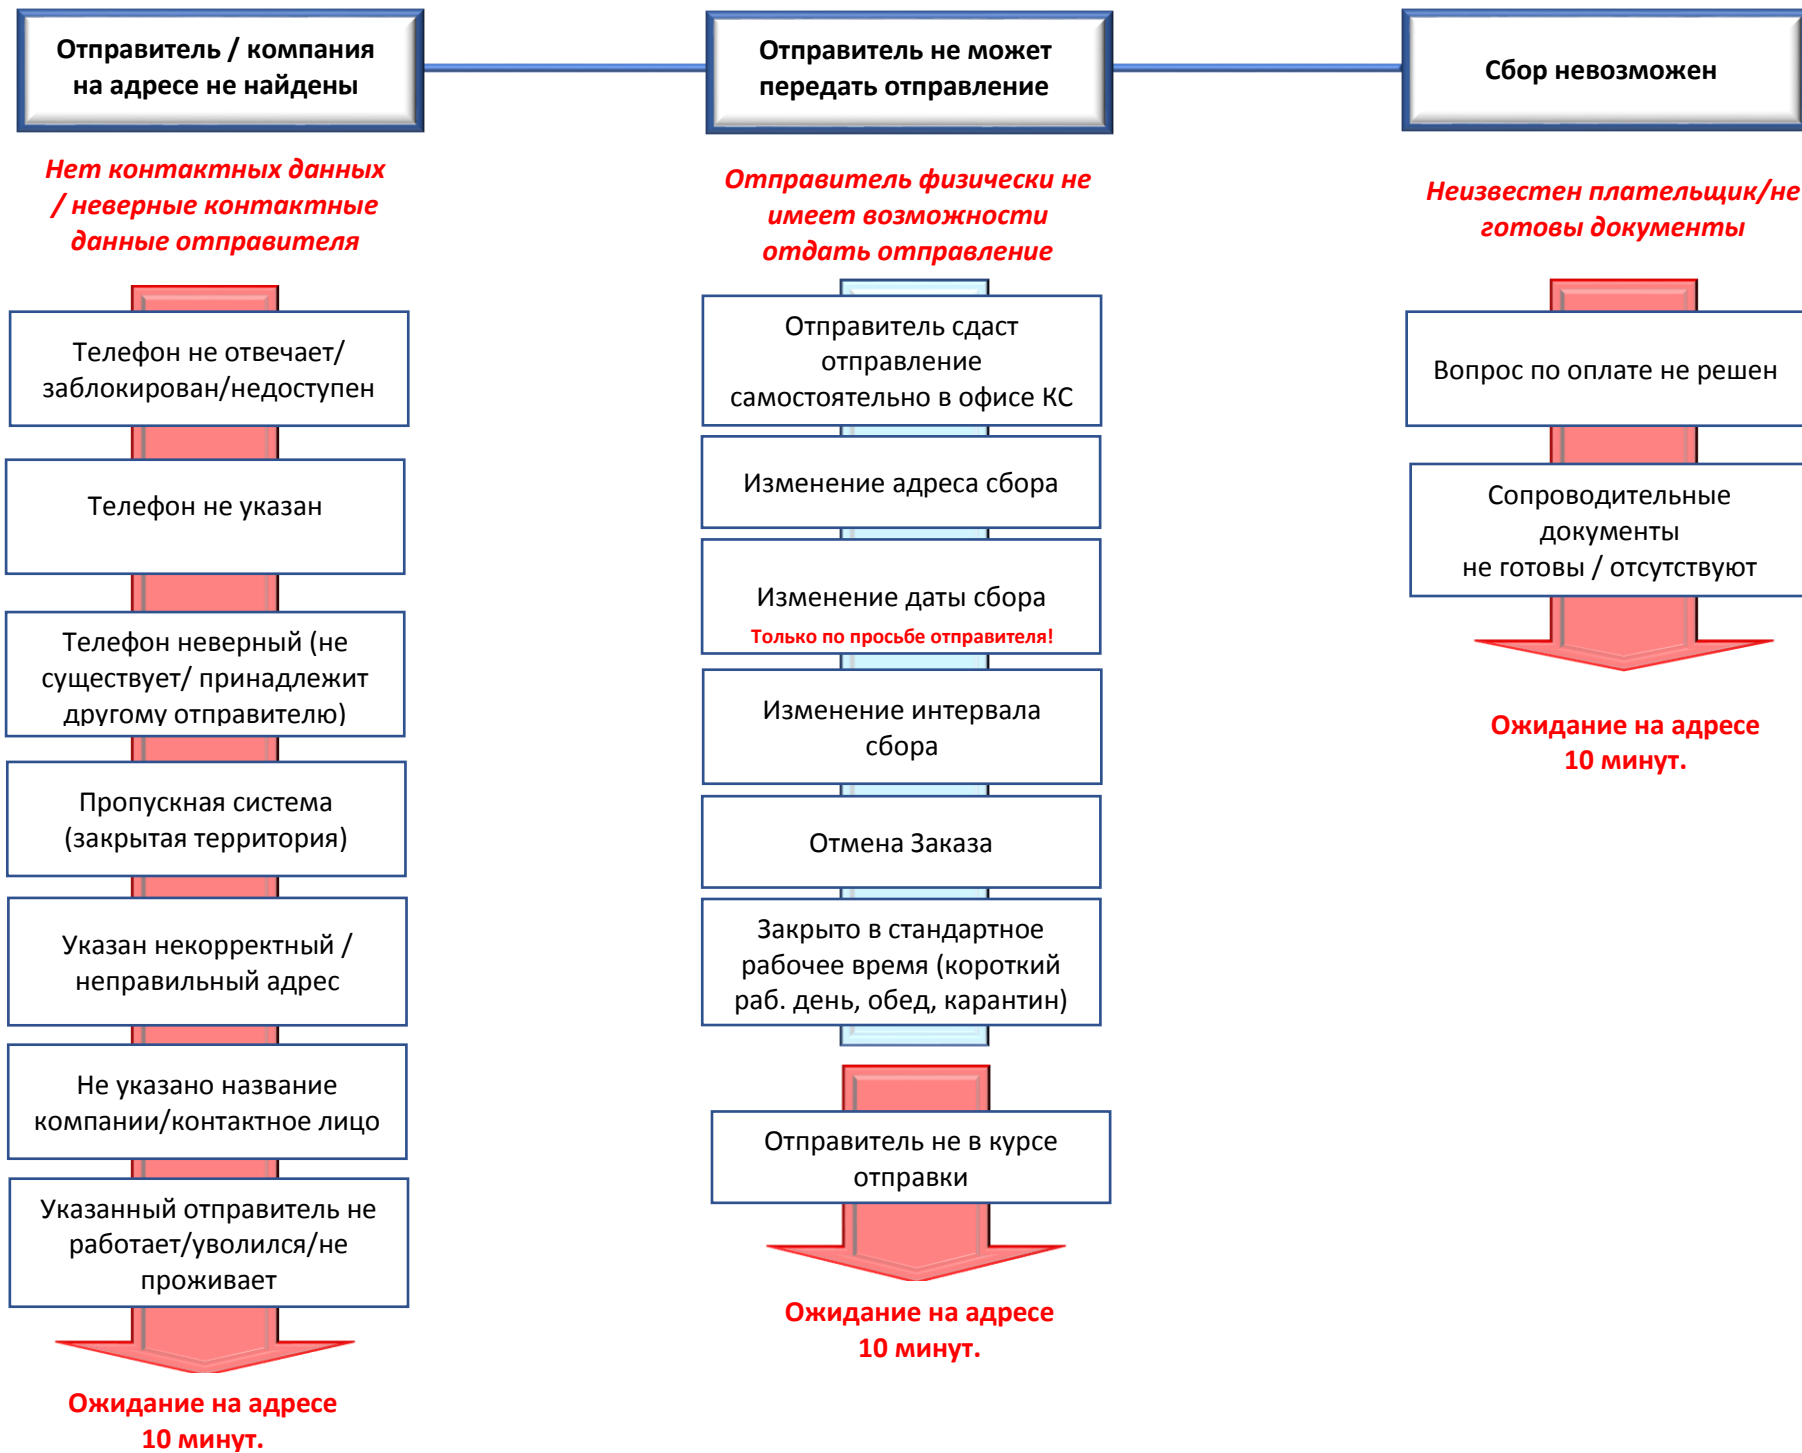 Отправитель / компания
на адресе не найдены
Нет контактных данных
/ неверные контактные
данные отправителя
Телефон не отвечает/
заблокирован/недоступен
Телефон не указан
Телефон неверный (не
существует/ принадлежит
другому отправителю)
Пропускная система
(закрытая территория)
Указан некорректный /
неправильный адрес
Не указано название
компании/контактное лицо
Указанный отправитель не
работает/уволился/не
проживает
Ожидание на адресе
10 минут.
Отправитель не может
передать отправление
Отправитель физически не
имеет возможности
отдать отправление
Отправитель сдаст
отправление
самостоятельно в офисе КС
Изменение адреса сбора
Изменение даты сбора
Только по просьбе отправителя!
Изменение интервала
сбора
Отмена Заказа
Закрыто в стандартное
рабочее время (короткий
раб. день, обед, карантин)
Отправитель не в курсе
отправки
Ожидание на адресе
10 минут.
Сбор невозможен
Неизвестен плательщик/не
готовы документы
Вопрос по оплате не решен
Сопроводительные
документы
не готовы / отсутствуют
Ожидание на адресе
10 минут.